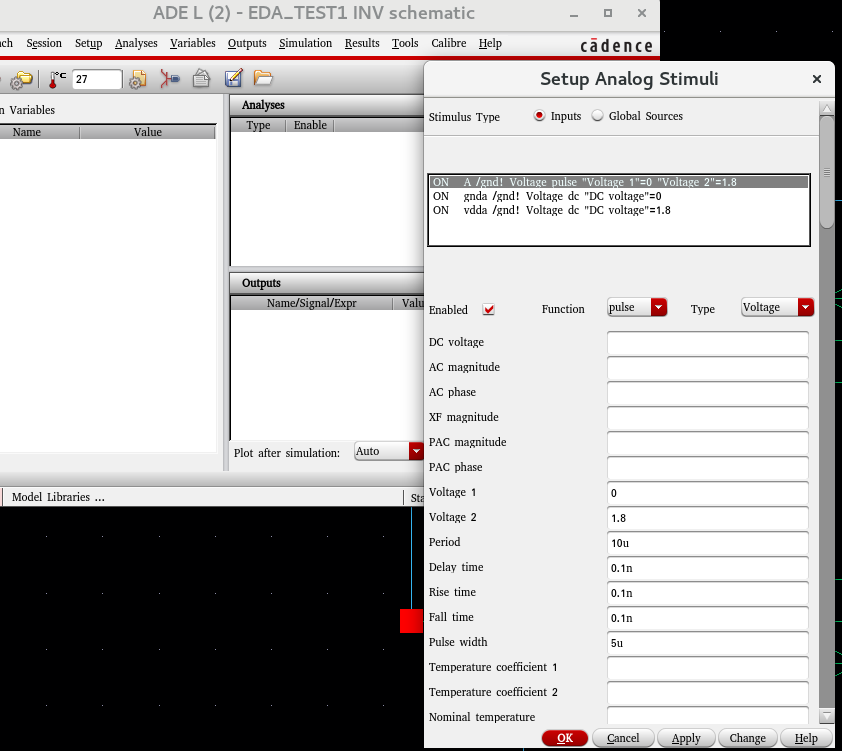 ADE L (2) - EDA_TEST1 INV schematic
ch Session Setup Analyses Variables Outputs Simulation Results Tools Calibre Help
cādence
°C 27
n Variables
Name Value
Analyses
Type Enable
Outputs
Name/Signal/Expr Valu
Plot after simulation: Auto
Model Libraries ...
Sta
Setup Analog Stimuli
Stimulus Type Inputs Global Sources
ON A /gnd! Voltage pulse "Voltage 1"=0 "Voltage 2"=1.8
ON gnda /gnd! Voltage dc "DC voltage"=0
ON vdda /gnd! Voltage dc "DC voltage"=1.8
Enabled Function pulse Type Voltage
DC voltage
AC magnitude
AC phase
XF magnitude
PAC magnitude
PAC phase
Voltage 1 0
Voltage 2 1.8
Period 10u
Delay time 0.1n
Rise time 0.1n
Fall time 0.1n
Pulse width 5u
Temperature coefficient 1
Temperature coefficient 2
Nominal temperature
OK Cancel Apply Change Help